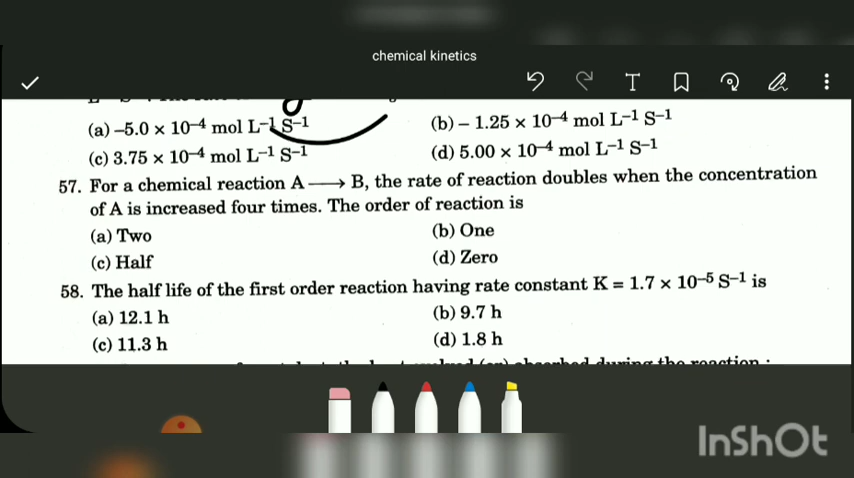 chemical kinetics
T
(a) –5.0 × 10⁻⁴ mol L⁻¹ S⁻¹
(b) – 1.25 × 10⁻⁴ mol L⁻¹ S⁻¹
(c) 3.75 × 10⁻⁴ mol L⁻¹ S⁻¹
(d) 5.00 × 10⁻⁴ mol L⁻¹ S⁻¹
57. For a chemical reaction A ⟶ B, the rate of reaction doubles when the concentration
of A is increased four times. The order of reaction is
(a) Two
(b) One
(c) Half
(d) Zero
58. The half life of the first order reaction having rate constant K = 1.7 × 10⁻⁵ S⁻¹ is
(a) 12.1 h
(b) 9.7 h
(c) 11.3 h
(d) 1.8 h
InShOt